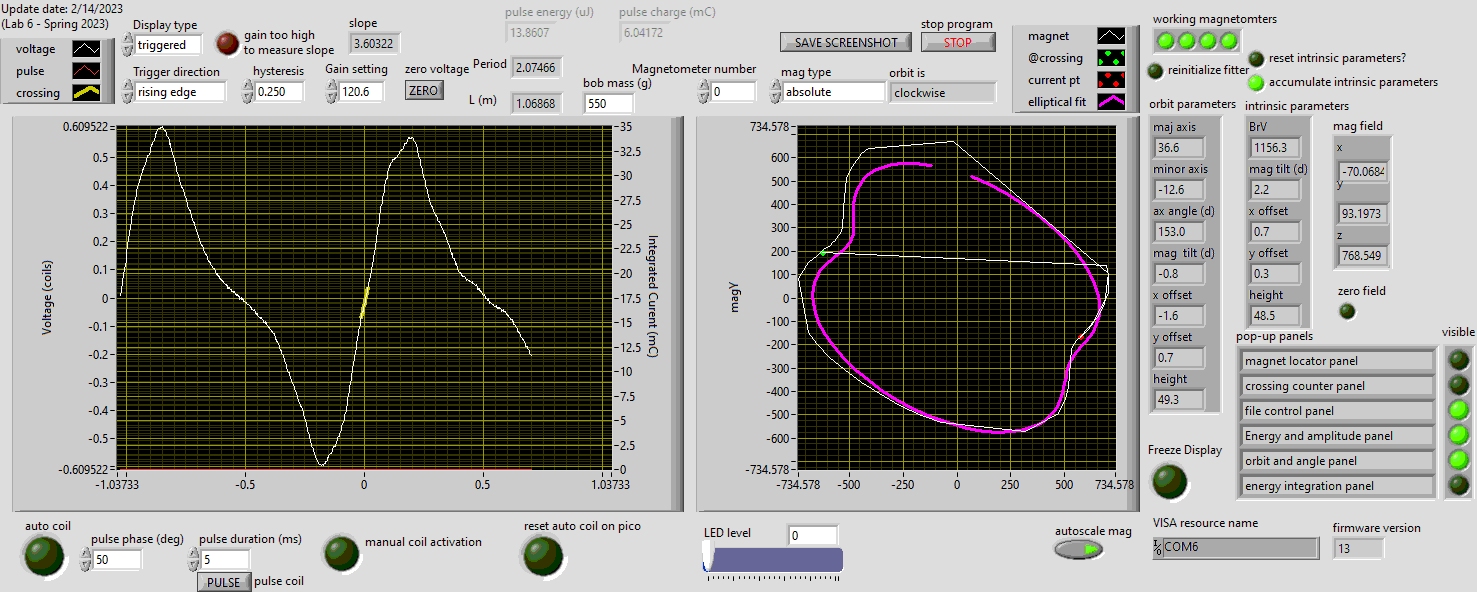 Update date: 2/14/2023
(Lab 6 - Spring 2023)
voltage
pulse
crossing
Display type
triggered
gain too high
to measure slope
slope
3.60322
Trigger direction
rising edge
hysteresis
0.250
Gain setting
120.6
zero voltage
ZERO
pulse energy (uJ)
13.8607
pulse charge (mC)
6.04172
Period
2.07466
L (m)
1.06868
bob mass (g)
550
Magnetometer number
0
mag type
absolute
orbit is
clockwise
SAVE SCREENSHOT
stop program
STOP
magnet
@crossing
current pt
elliptical fit
working magnetomters
reinitialize fitter
reset intrinsic parameters?
accumulate intrinsic parameters
Voltage (coils)
0.609522
0.5
0.4
0.3
0.2
0.1
0
-0.1
-0.2
-0.3
-0.4
-0.5
-0.609522
-1.03733
-0.5
0
0.5
1.03733
35
32.5
30
27.5
25
22.5
20
17.5
15
12.5
10
7.5
5
2.5
0
Integrated Current (mC)
magY
734.578
600
500
400
300
200
100
0
-100
-200
-300
-400
-500
-600
-734.578
-734.578
-500
-250
0
250
500
734.578
orbit parameters
maj axis
36.6
minor axis
-12.6
ax angle (d)
153.0
mag tilt (d)
-0.8
x offset
-1.6
y offset
0.7
height
49.3
intrinsic parameters
BrV
1156.3
mag tilt (d)
2.2
x offset
0.7
y offset
0.3
height
48.5
mag field
x
-70.0684
y
93.1973
z
768.549
zero field
pop-up panels
visible
magnet locator panel
crossing counter panel
file control panel
Energy and amplitude panel
orbit and angle panel
energy integration panel
Freeze Display
auto coil
pulse phase (deg)
50
pulse duration (ms)
5
PULSE
pulse coil
manual coil activation
reset auto coil on pico
LED level
0
autoscale mag
VISA resource name
COM6
firmware version
13